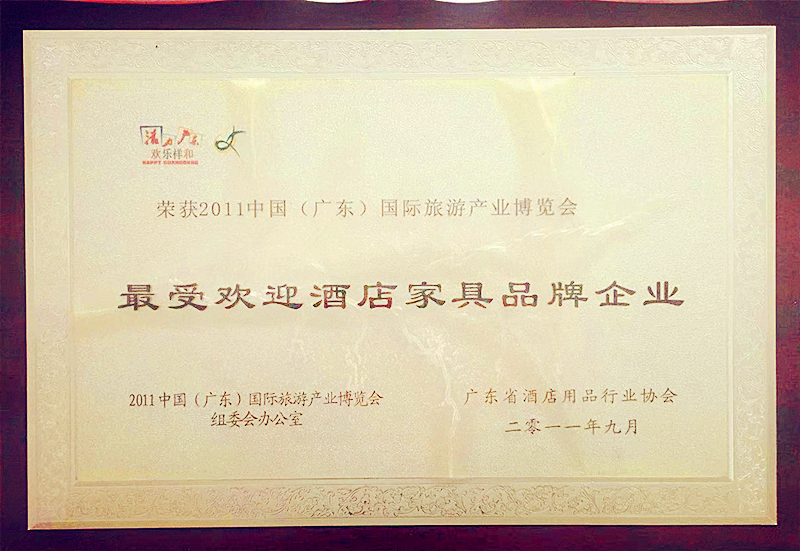 活力广东
欢乐祥和
HAPPY GUANGDONG
荣获2011中国（广东）国际旅游产业博览会
最受欢迎酒店家具品牌企业
2011中国（广东）国际旅游产业博览会
组委会办公室
广东省酒店用品行业协会
二零一一年九月